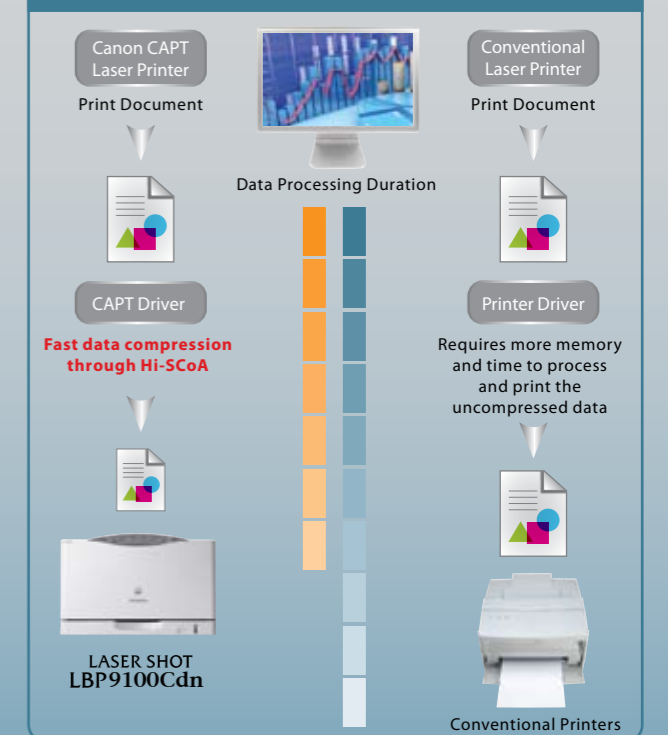 Canon CAPT
Laser Printer
Print Document
CAPT Driver
Fast data compression
through Hi-SCoA
LASER SHOT
LBP9100Cdn
Data Processing Duration
Conventional
Laser Printer
Print Document
Printer Driver
Requires more memory
and time to process
and print the
uncompressed data
Conventional Printers